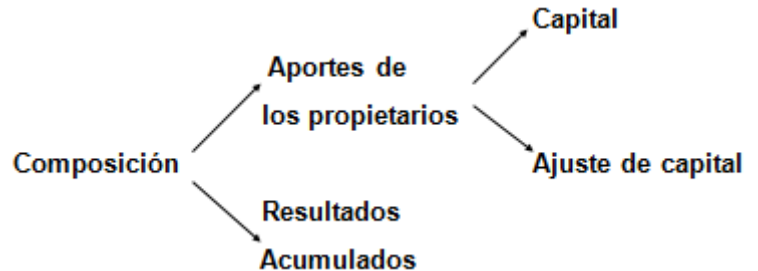 Capital
Aportes de
los propietarios
Composición
Ajuste de capital
Resultados
Acumulados